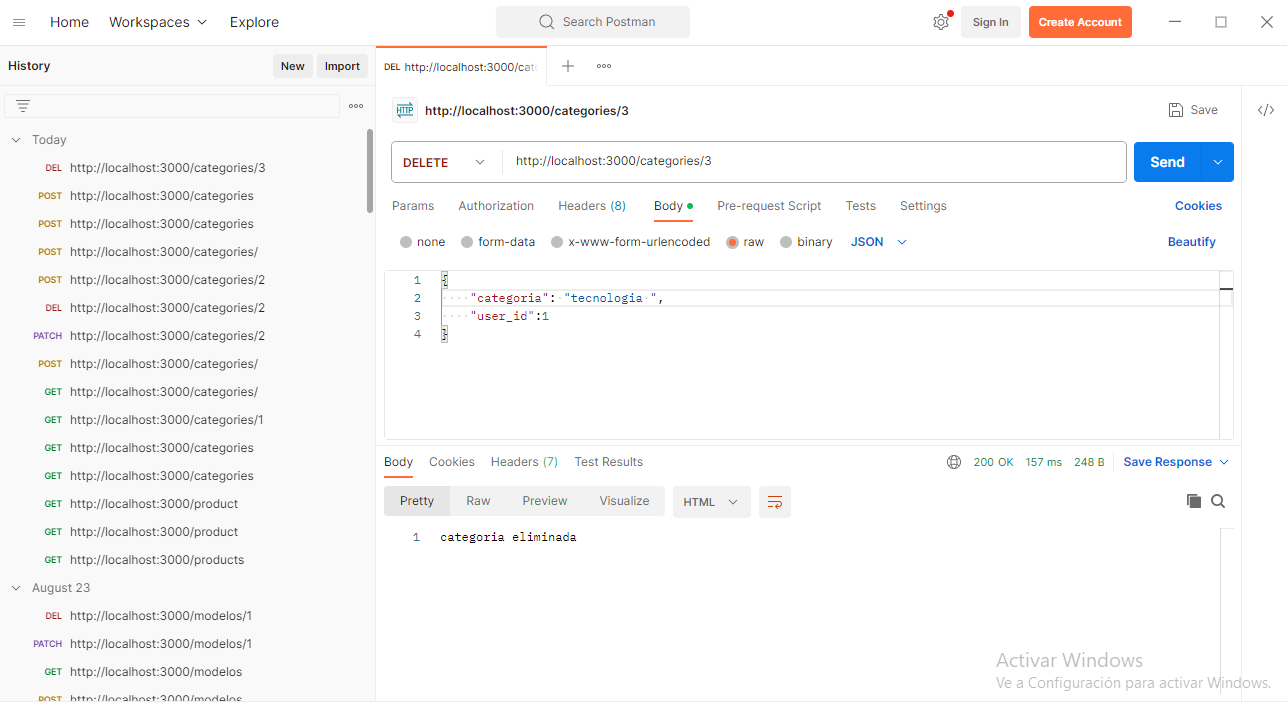 Home Workspaces Explore Search Postman Sign In Create Account
History New Import
DEL http://localhost:3000/cat
Today
DEL http://localhost:3000/categories/3
POST http://localhost:3000/categories
POST http://localhost:3000/categories
POST http://localhost:3000/categories/
POST http://localhost:3000/categories/2
DEL http://localhost:3000/categories/2
PATCH http://localhost:3000/categories/2
POST http://localhost:3000/categories/
GET http://localhost:3000/categories/
GET http://localhost:3000/categories/1
GET http://localhost:3000/categories
GET http://localhost:3000/categories
GET http://localhost:3000/product
GET http://localhost:3000/product
GET http://localhost:3000/products
August 23
DEL http://localhost:3000/modelos/1
PATCH http://localhost:3000/modelos/1
GET http://localhost:3000/modelos
POST http://localhost:3000/modelos
HTTP http://localhost:3000/categories/3 Save </>
DELETE http://localhost:3000/categories/3 Send
Params Authorization Headers (8) Body Pre-request Script Tests Settings Cookies
none form-data x-www-form-urlencoded raw binary JSON Beautify
1 {
2 "categoria": "tecnologia ",
3 "user_id":1
4 }
Body Cookies Headers (7) Test Results 200 OK 157 ms 248 B Save Response
Pretty Raw Preview Visualize HTML
1 categoria eliminada
Activar Windows
Ve a Configuración para activar Windows.